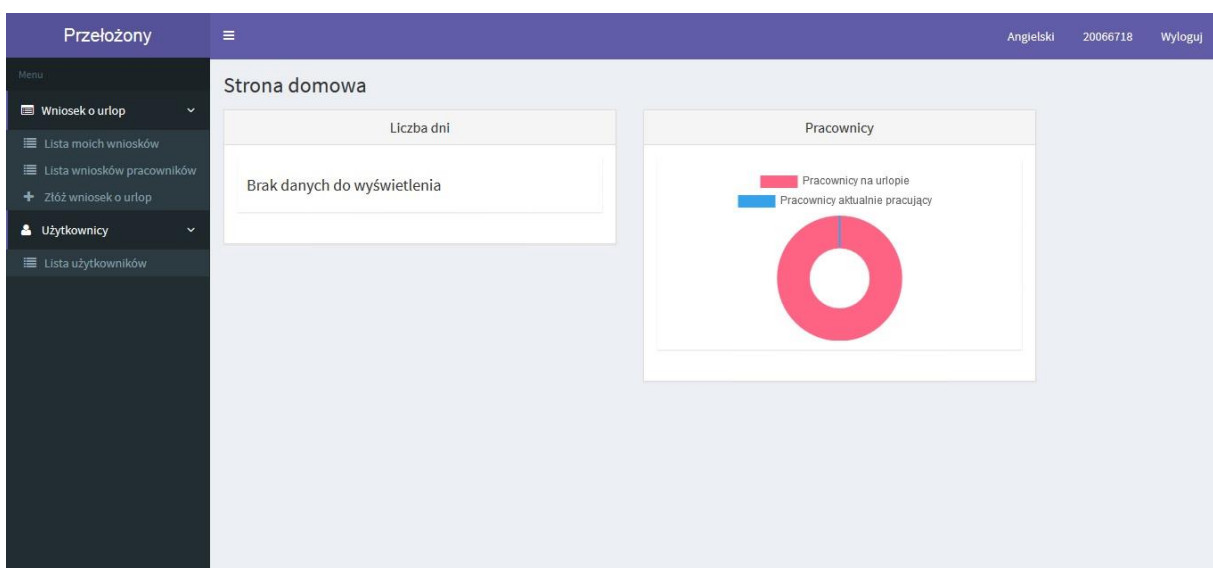 Przełożony
Angielski 20066718 Wyloguj
Menu
Wniosek o urlop
Lista moich wniosków
Lista wniosków pracowników
Złóż wniosek o urlop
Użytkownicy
Lista użytkowników
Strona domowa
Liczba dni
Brak danych do wyświetlenia
Pracownicy
Pracownicy na urlopie
Pracownicy aktualnie pracujący